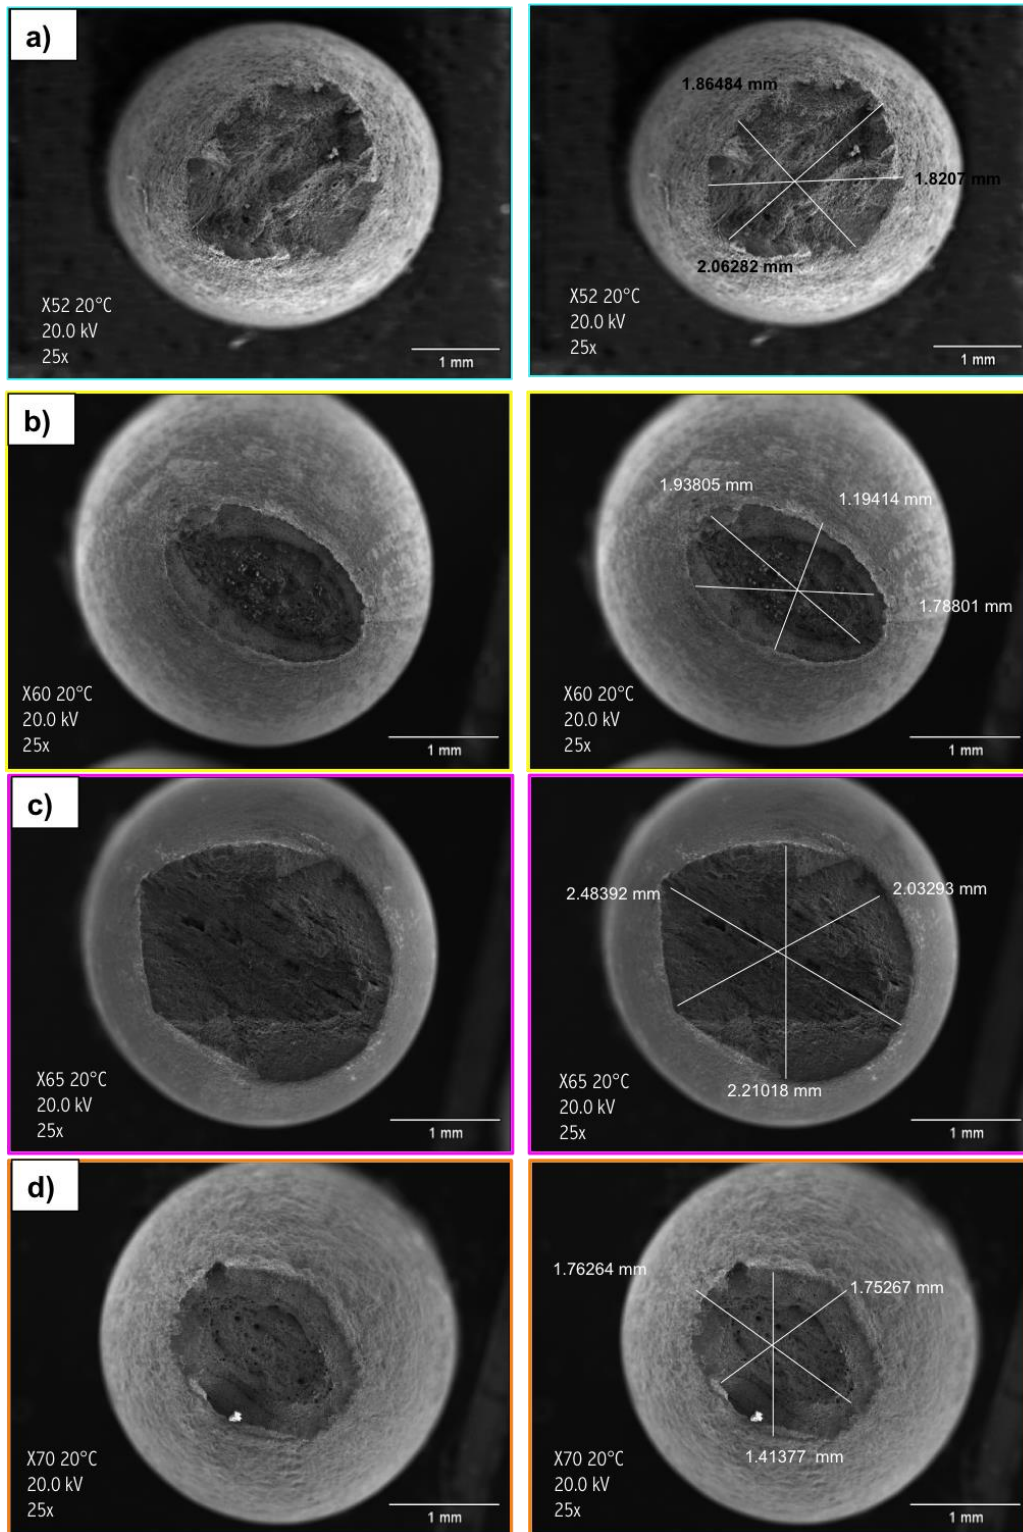 a)
X52 20°C
20.0 kV
25x
1 mm
1.86484 mm
1.8207 mm
2.06282 mm
X52 20°C
20.0 kV
25x
1 mm
b)
X60 20°C
20.0 kV
25x
1 mm
1.93805 mm
1.19414 mm
1.78801 mm
X60 20°C
20.0 kV
25x
1 mm
c)
X65 20°C
20.0 kV
25x
1 mm
2.48392 mm
2.03293 mm
2.21018 mm
X65 20°C
20.0 kV
25x
1 mm
d)
X70 20°C
20.0 kV
25x
1 mm
1.76264 mm
1.75267 mm
1.41377 mm
X70 20°C
20.0 kV
25x
1 mm